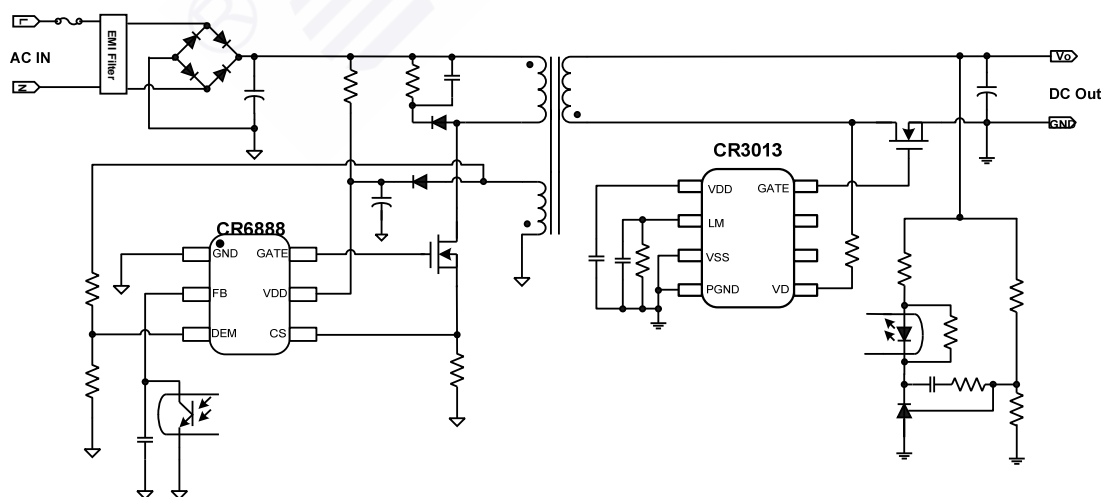 L
AC IN
N
EMI Filter
Vo
DC Out
GND
CR3013
VDD GATE
LM
VSS
PGND VD
CR6888
GND GATE
FB VDD
DEM CS